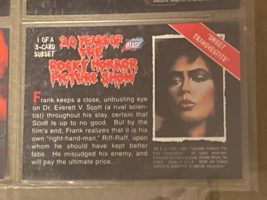 1 OF A
3-CARD
SUBSET
20 YEARS OF
THE
ROCKY HORROR
PICTURE SHOW
"SWEET
TRANSVESTITE"
Frank keeps a close, untrusting eye
on Dr. Everett V. Scott (a rival scien-
tist) throughout his stay, certain that
Scott is up to no good. But by the
film's end, Frank realizes that it is his
own "right-hand-man," Riff-Raff, upon
whom he should have kept better
tabs. He misjudged his enemy, and
will pay the ultimate price...